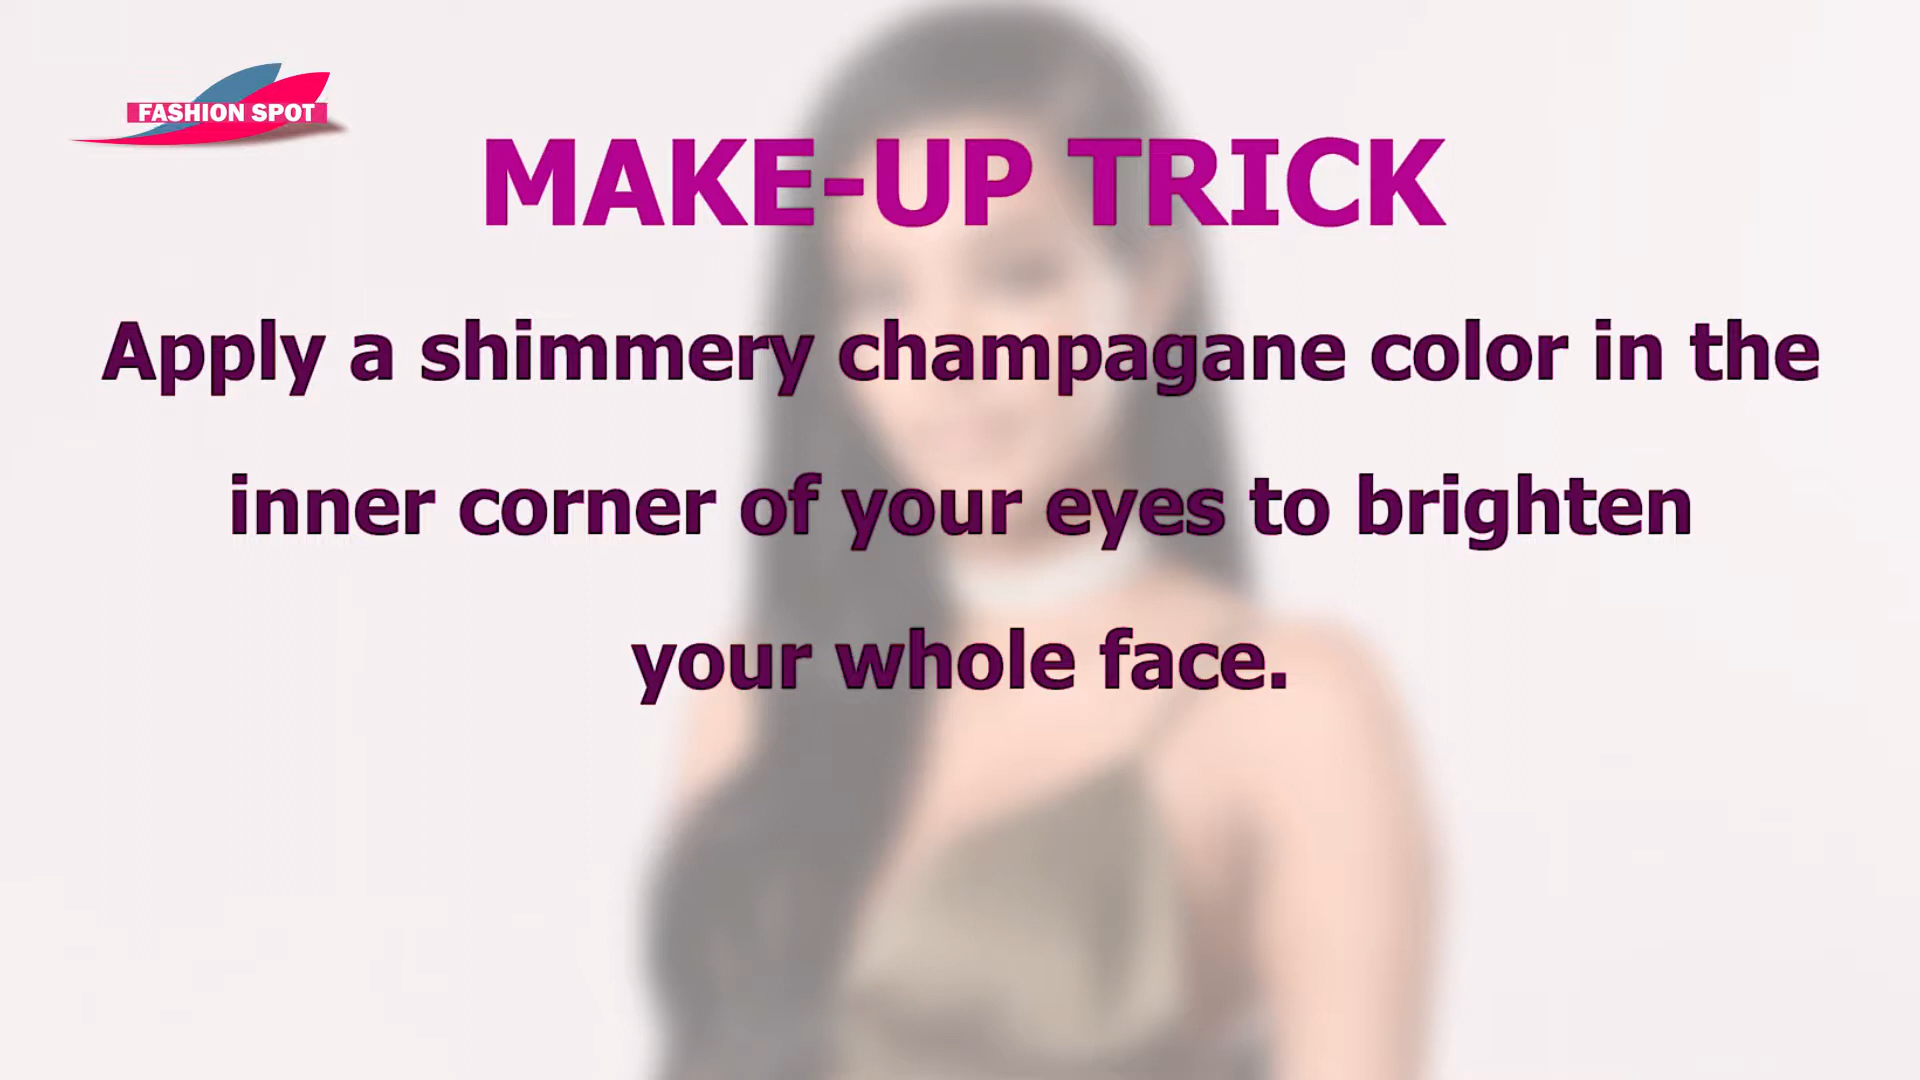 FASHION SPOT
MAKE-UP TRICK
Apply a shimmery champagane color in the
inner corner of your eyes to brighten
your whole face.